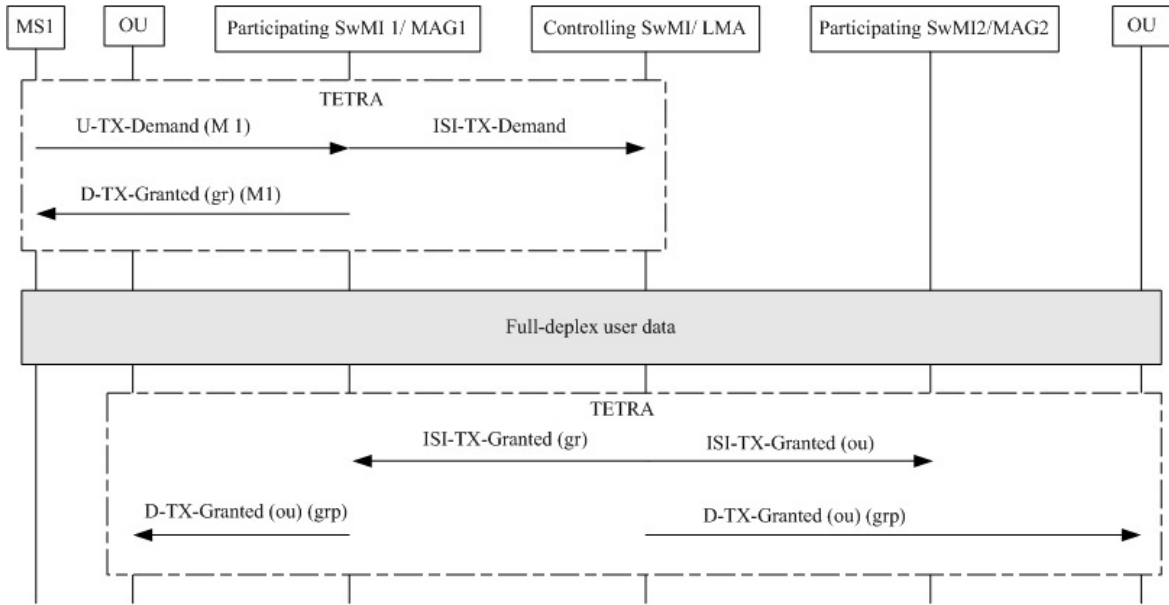 MS1 OU Participating SwMI 1/ MAG1 Controlling SwMI/ LMA Participating SwMI2/MAG2 OU
TETRA
U-TX-Demand (M 1) ISI-TX-Demand
D-TX-Granted (gr) (M1)
Full-deplex user data
TETRA
ISI-TX-Granted (gr) ISI-TX-Granted (ou)
D-TX-Granted (ou) (grp) D-TX-Granted (ou) (grp)